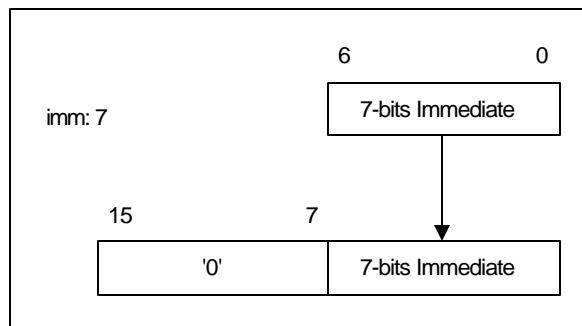 6 0
7-bits Immediate
imm: 7
15 7
'0' 7-bits Immediate